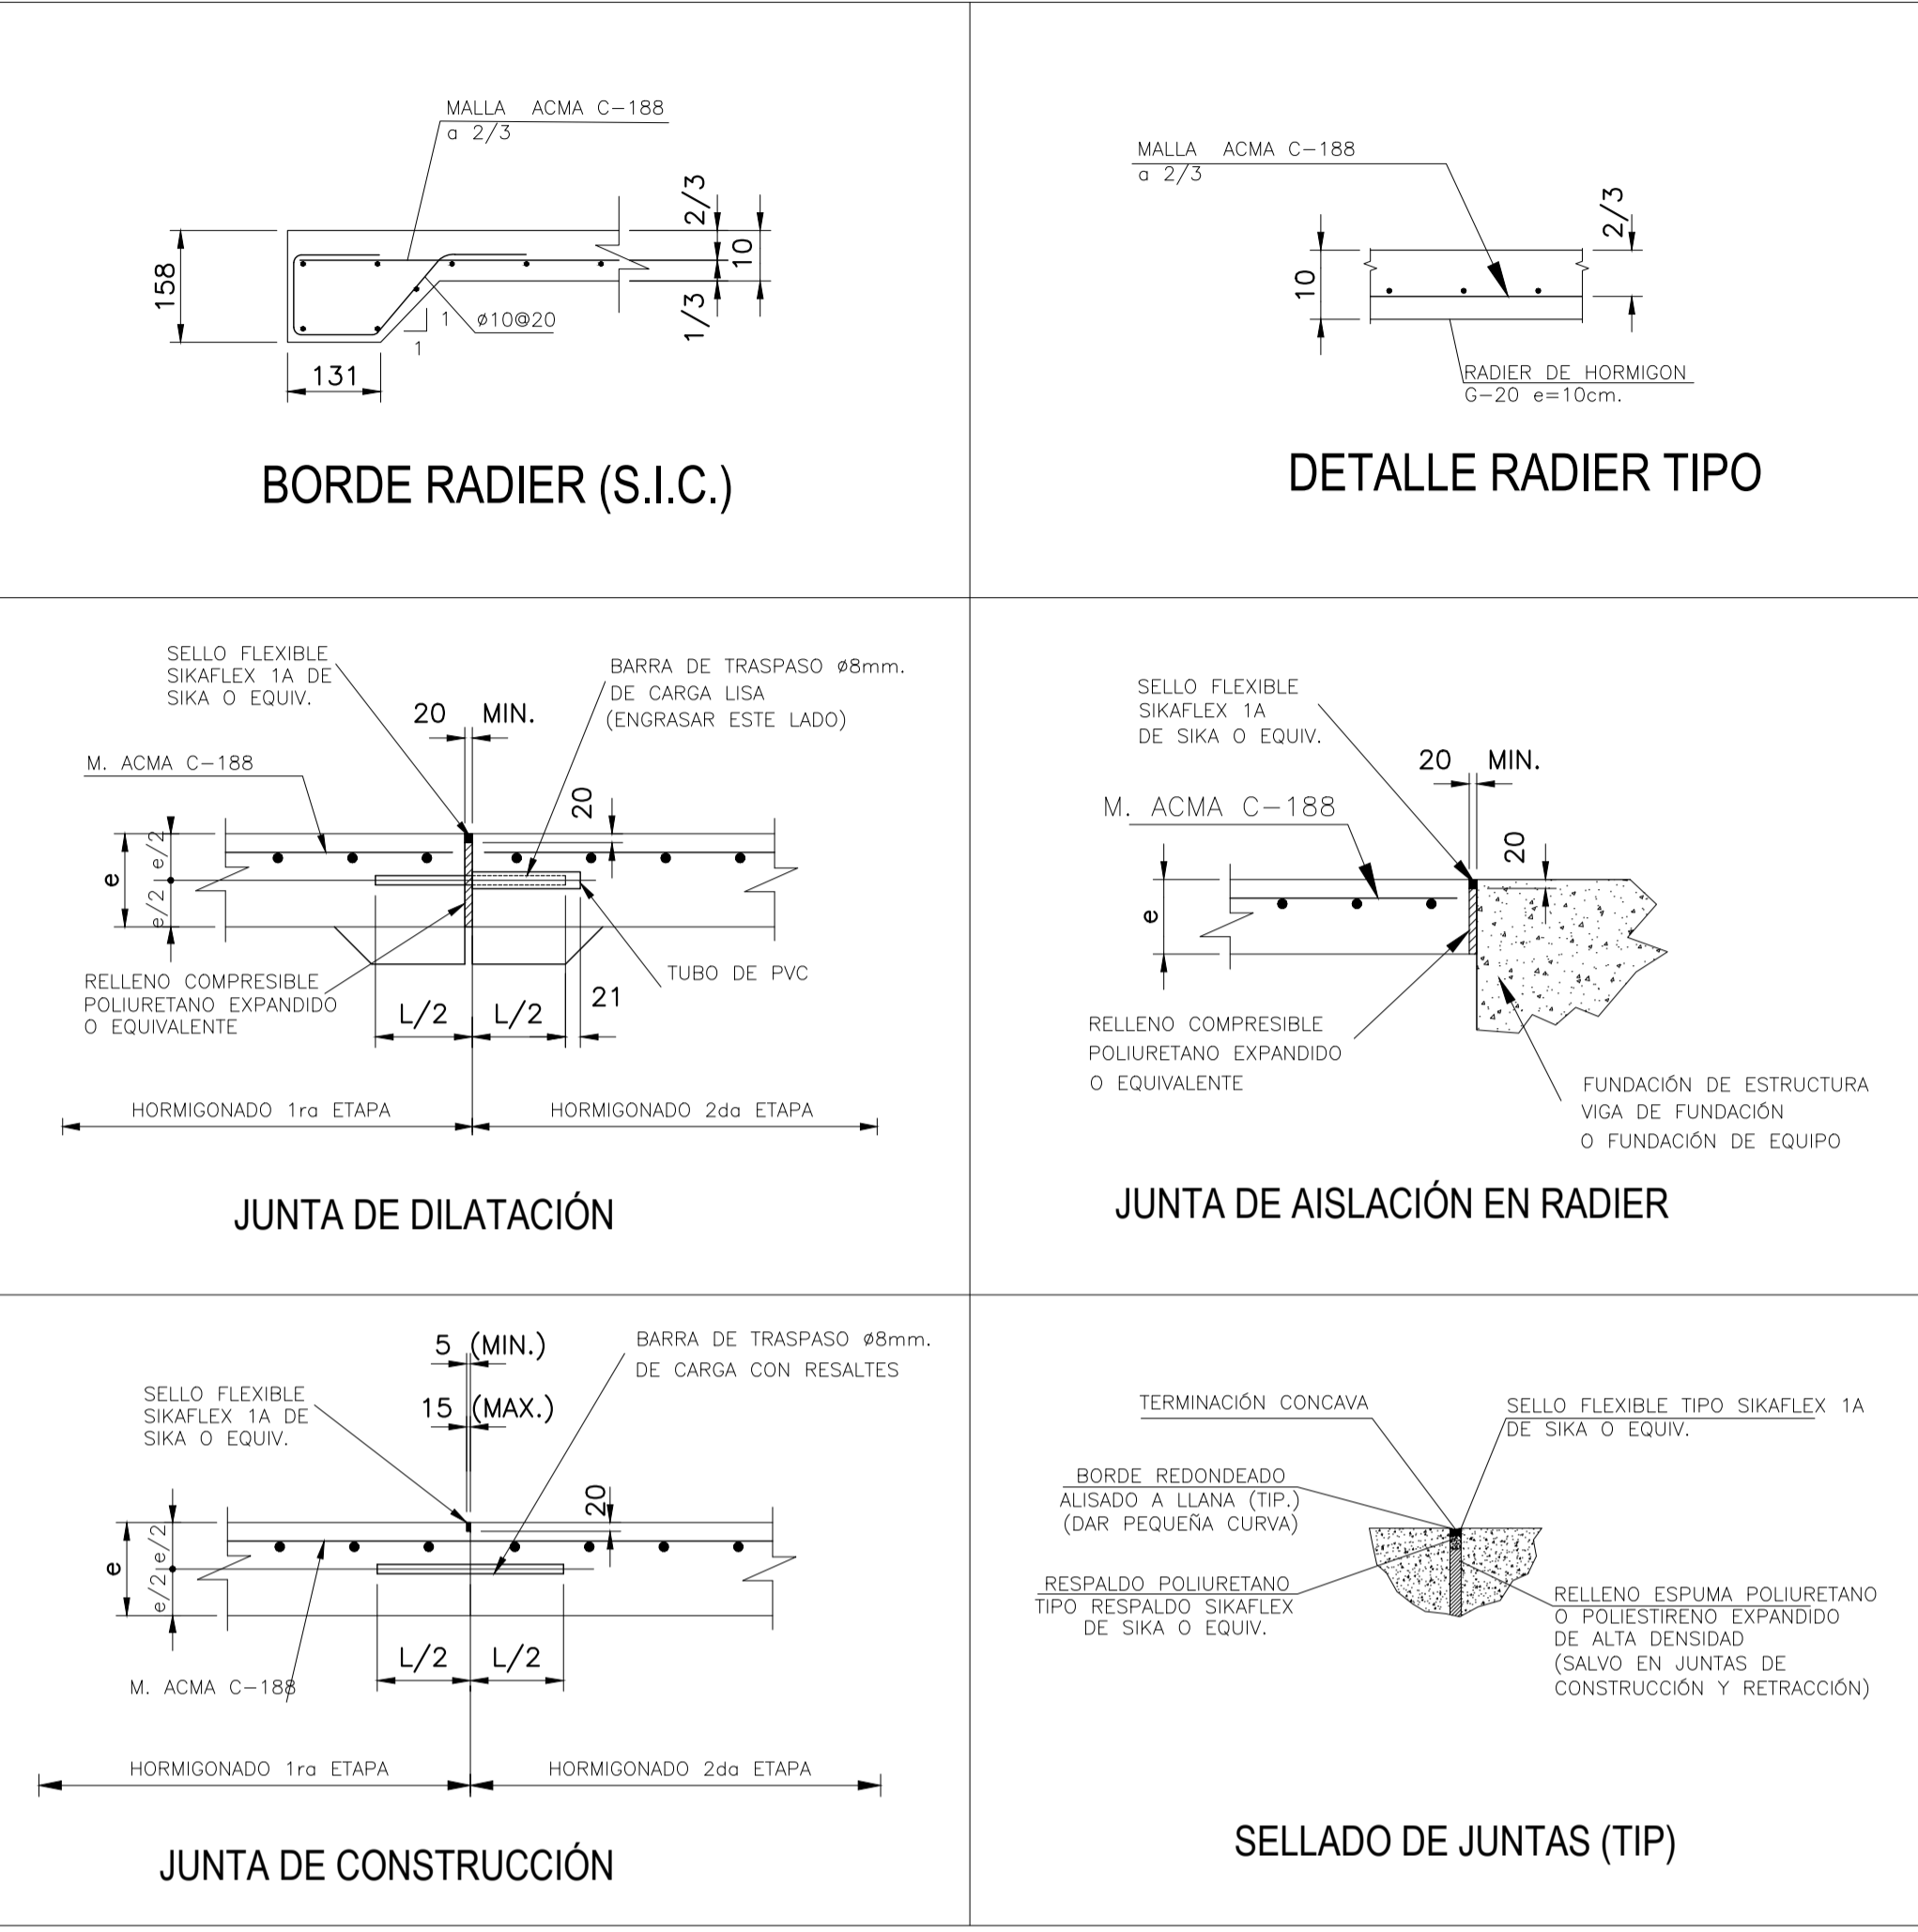 MALLA ACMA C-188
a 2/3
2/3
10
158
1/3
1
ø10@20
1
131
BORDE RADIER (S.I.C.)
MALLA ACMA C-188
a 2/3
2/3
10
RADIER DE HORMIGON
G-20 e=10cm.
DETALLE RADIER TIPO
SELLO FLEXIBLE
SIKAFLEX 1A DE
SIKA O EQUIV.
BARRA DE TRASPASO ø8mm.
DE CARGA LISA
(ENGRASAR ESTE LADO)
20 MIN.
M. ACMA C-188
20
e
e/2
e/2
RELLENO COMPRESIBLE
POLIURETANO EXPANDIDO
O EQUIVALENTE
TUBO DE PVC
L/2
L/2
21
HORMIGONADO 1ra ETAPA
HORMIGONADO 2da ETAPA
JUNTA DE DILATACIÓN
SELLO FLEXIBLE
SIKAFLEX 1A
DE SIKA O EQUIV.
20 MIN.
M. ACMA C-188
20
e
RELLENO COMPRESIBLE
POLIURETANO EXPANDIDO
O EQUIVALENTE
FUNDACIÓN DE ESTRUCTURA
VIGA DE FUNDACIÓN
O FUNDACIÓN DE EQUIPO
JUNTA DE AISLACIÓN EN RADIER
5 (MIN.)
15 (MAX.)
BARRA DE TRASPASO ø8mm.
DE CARGA CON RESALTES
SELLO FLEXIBLE
SIKAFLEX 1A DE
SIKA O EQUIV.
20
e
e/2
e/2
L/2
L/2
M. ACMA C-188
HORMIGONADO 1ra ETAPA
HORMIGONADO 2da ETAPA
JUNTA DE CONSTRUCCIÓN
TERMINACIÓN CONCAVA
SELLO FLEXIBLE TIPO SIKAFLEX 1A
DE SIKA O EQUIV.
BORDE REDONDEADO
ALISADO A LLANA (TIP.)
(DAR PEQUEÑA CURVA)
RESPALDO POLIURETANO
TIPO RESPALDO SIKAFLEX
DE SIKA O EQUIV.
RELLENO ESPUMA POLIURETANO
O POLIESTIRENO EXPANDIDO
DE ALTA DENSIDAD
(SALVO EN JUNTAS DE
CONSTRUCCIÓN Y RETRACCIÓN)
SELLADO DE JUNTAS (TIP)